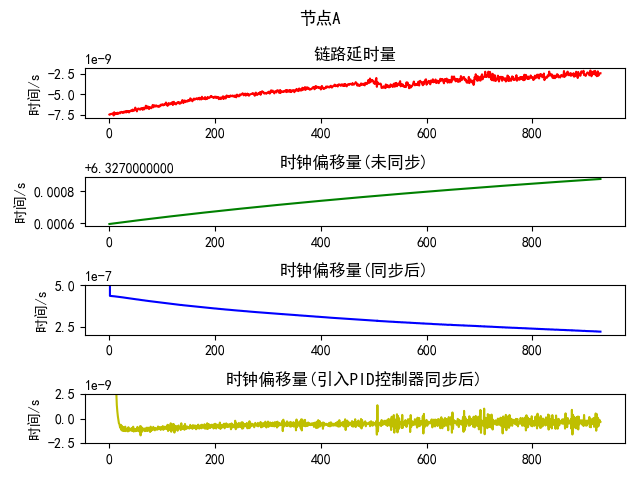 节点A
链路延时量
1e-9
时间/s
-2.5
-5.0
-7.5
0 200 400 600 800
时钟偏移量(未同步)
+6.3270000000
时间/s
0.0008
0.0006
0 200 400 600 800
时钟偏移量(同步后)
1e-7
时间/s
5.0
2.5
0 200 400 600 800
时钟偏移量(引入PID控制器同步后)
1e-9
时间/s
2.5
0.0
-2.5
0 200 400 600 800